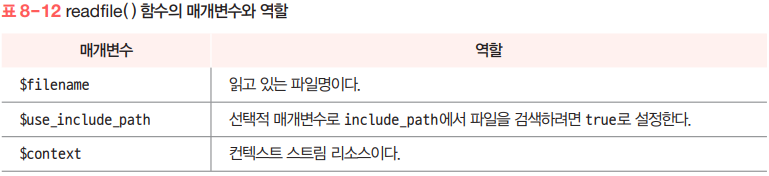 표 8-12 readfile( ) 함수의 매개변수와 역할
매개변수 역할
$filename 읽고 있는 파일명이다.
$use_include_path 선택적 매개변수로 include_path에서 파일을 검색하려면 true로 설정한다.
$context 컨텍스트 스트림 리소스이다.